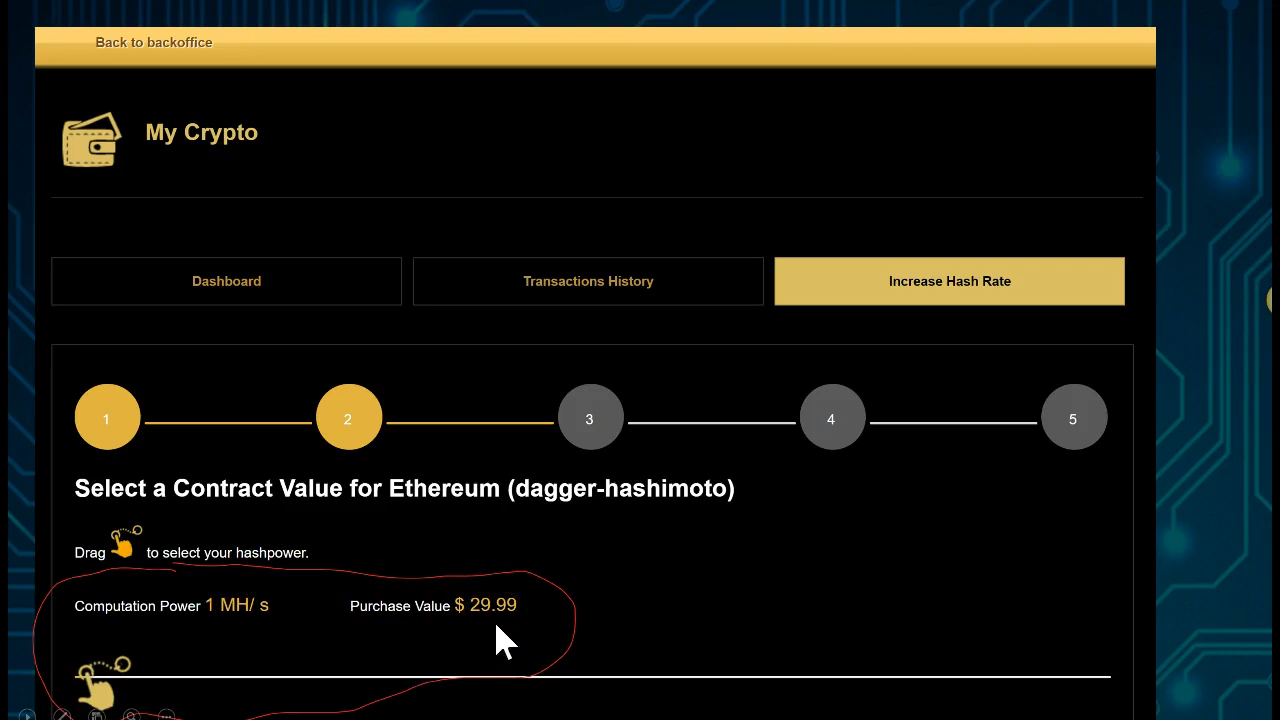 Back to backoffice
My Crypto
Dashboard Transactions History Increase Hash Rate
1 2 3 4 5
Select a Contract Value for Ethereum (dagger-hashimoto)
Drag to select your hashpower.
Computation Power 1 MH/ s Purchase Value $ 29.99